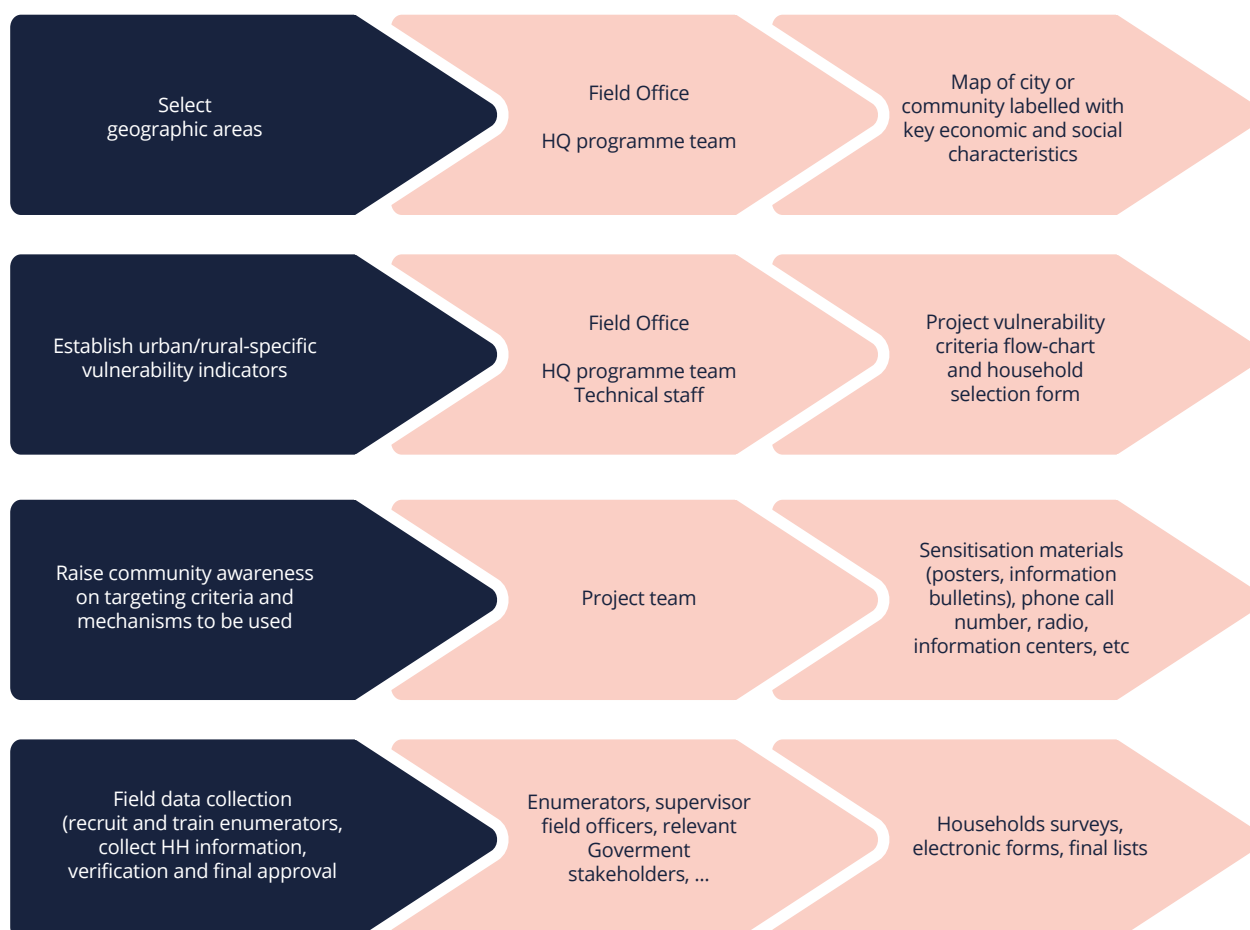 Select
geographic areas
Field Office
HQ programme team
Map of city or
community labelled with
key economic and social
characteristics
Establish urban/rural-specific
vulnerability indicators
Field Office
HQ programme team
Technical staff
Project vulnerability
criteria flow-chart
and household
selection form
Raise community awareness
on targeting criteria and
mechanisms to be used
Project team
Sensitisation materials
(posters, information
bulletins), phone call
number, radio,
information centers, etc
Field data collection
(recruit and train enumerators,
collect HH information,
verification and final approval
Enumerators, supervisor
field officers, relevant
Goverment
stakeholders, ...
Households surveys,
electronic forms, final lists